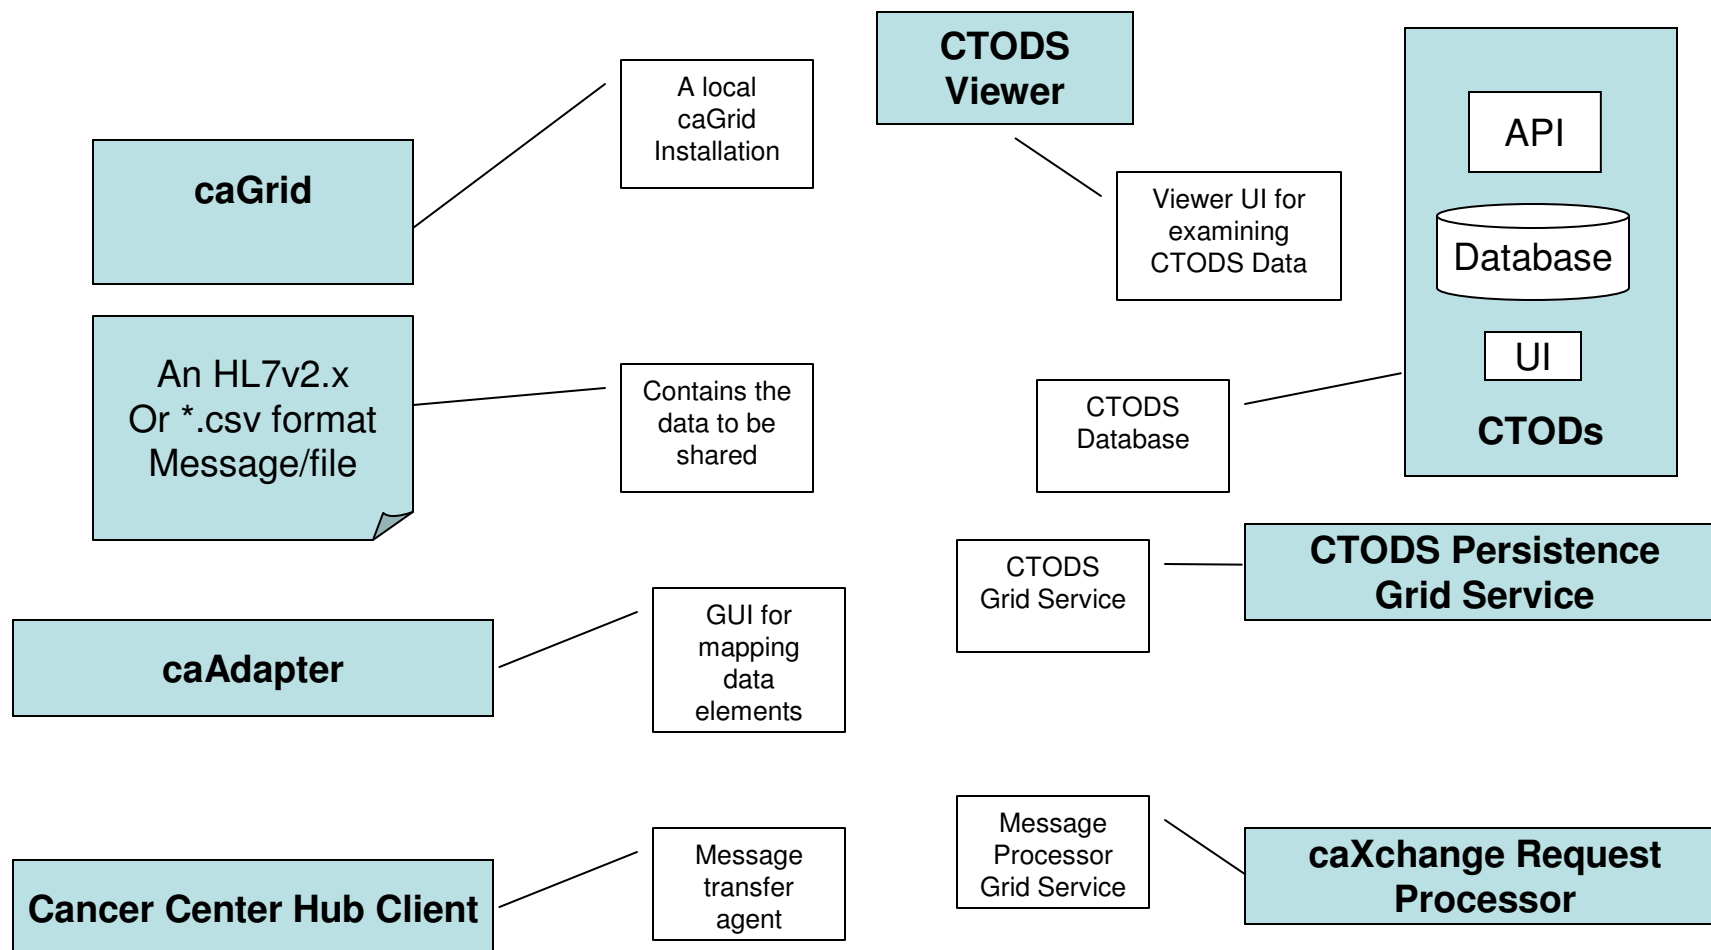 caGrid
A local
caGrid
Installation
An HL7v2.x
Or *.csv format
Message/file
Contains the
data to be
shared
caAdapter
GUI for
mapping
data
elements
Cancer Center Hub Client
Message
transfer
agent
CTODS
Viewer
Viewer UI for
examining
CTODS Data
API
Database
UI
CTODs
CTODS
Database
CTODS
Grid Service
CTODS Persistence
Grid Service
Message
Processor
Grid Service
caXchange Request
Processor